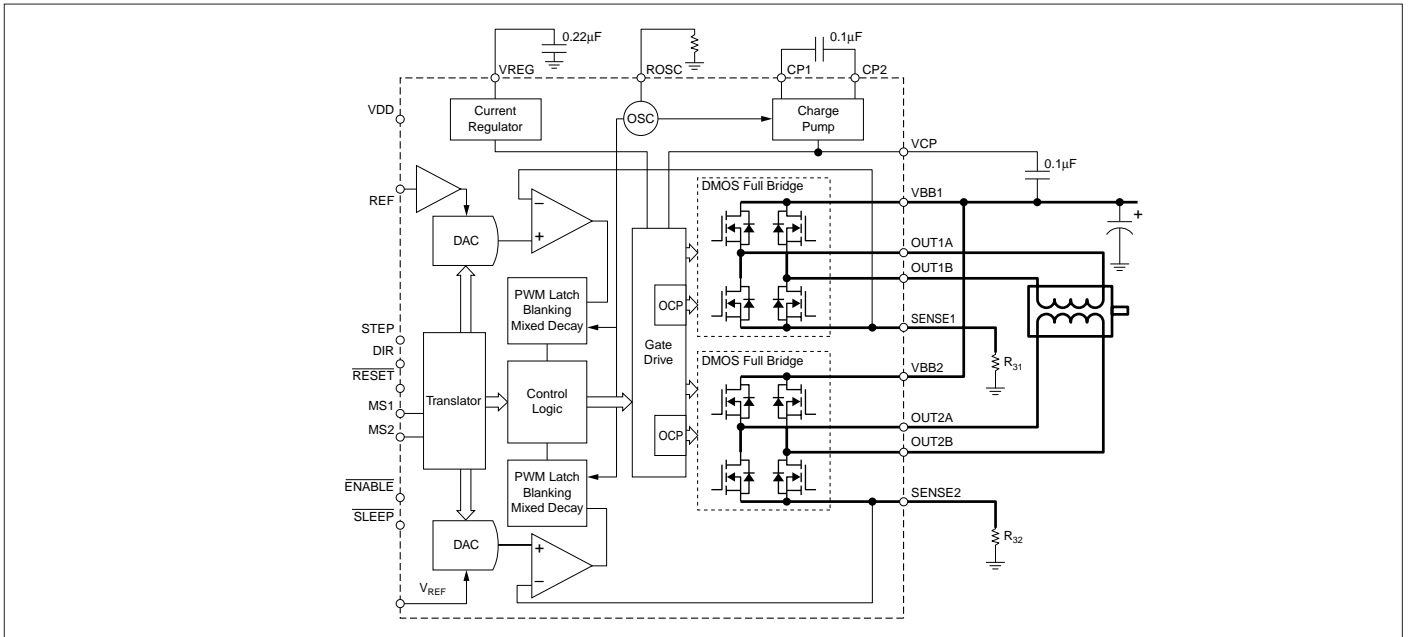 0.22µF
0.1µF
VREG
ROSC
CP1
CP2
VDD
Current
Regulator
OSC
Charge
Pump
VCP
0.1µF
REF
DAC
−
+
DMOS Full Bridge
VBB1
+
OUT1A
OUT1B
PWM Latch
Blanking
Mixed Decay
OCP
SENSE1
STEP
DIR
RESET
MS1
MS2
Translator
Control
Logic
Gate
Drive
DMOS Full Bridge
VBB2
R31
OUT2A
OUT2B
OCP
PWM Latch
Blanking
Mixed Decay
ENABLE
SLEEP
SENSE2
R32
DAC
+
−
VREF